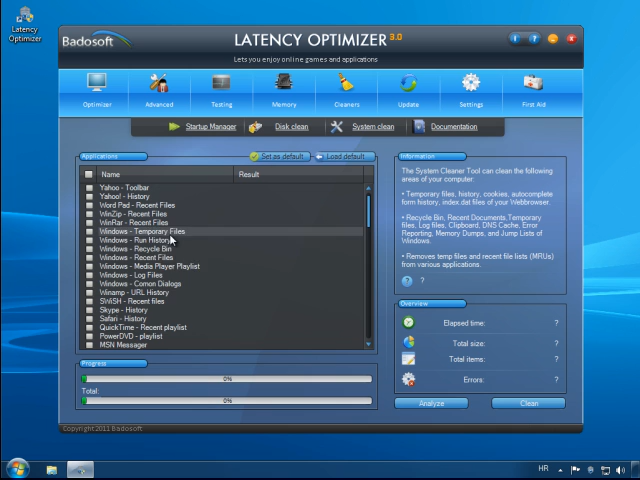 Latency
Optimizer
Badosoft
LATENCY OPTIMIZER 3.0
Lets you enjoy online games and applications
Optimizer
Advanced
Testing
Memory
Cleaners
Update
Settings
First Aid
Startup Manager
Disk clean
System clean
Documentation
Applications
Set as default
Load default
Name
Result
Yahoo - Toolbar
Yahoo! - History
Word Pad - Recent Files
WinZip - Recent Files
WinRar - Recent Files
Windows - Temporary Files
Windows - Run History
Windows - Recycle Bin
Windows - Recent Files
Windows - Media Player Playlist
Windows - Log Files
Windows - Comon Dialogs
Winamp - URL History
SWiSH - Recent files
Skype - History
Safari - History
QuickTime - Recent playlist
PowerDVD - playlist
MSN Messager
Information
The System Cleaner Tool can clean the following
areas of your computer:
• Temporary files, history, cookies, autocomplete
form history, index.dat files of your Webbrowser.
• Recycle Bin, Recent Documents,Temporary
files, Log files, Clipboard, DNS Cache, Error
Reporting, Memory Dumps, and Jump Lists of
Windows.
• Removes temp files and recent file lists (MRUs)
from various applications.
?
Overview
Elapsed time: ?
Total size: ?
Total items: ?
Errors: ?
Progress
0%
Total:
0%
Analyze
Clean
Copyright 2011 Badosoft
HR